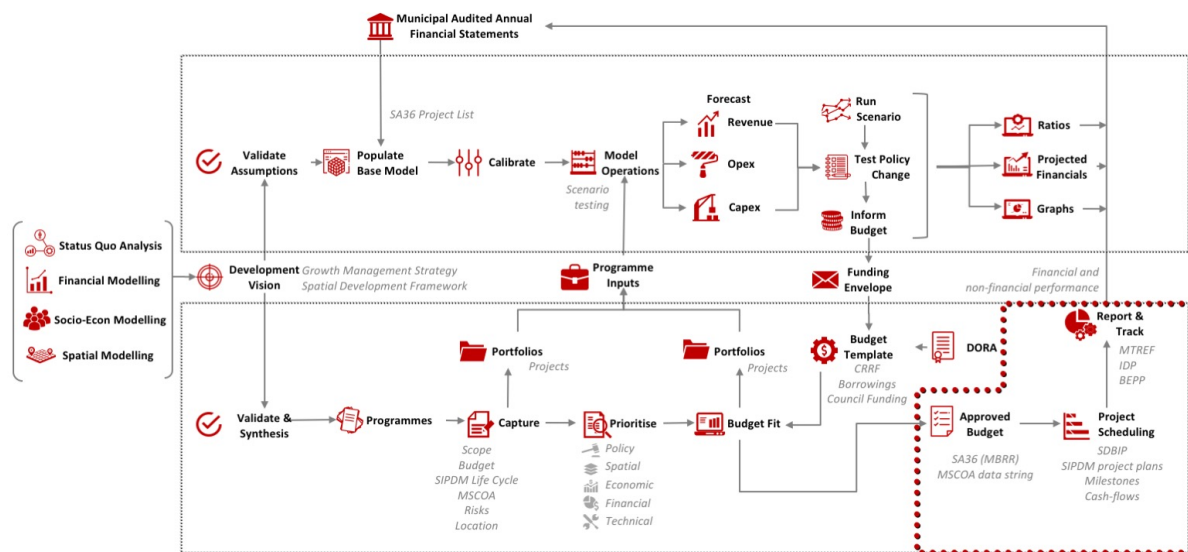 Municipal Audited Annual
Financial Statements
SA36 Project List
Validate
Assumptions
Populate
Base Model
Calibrate
Model
Operations
Scenario
testing
Forecast
Revenue
Opex
Capex
Run
Scenario
Test Policy
Change
Inform
Budget
Ratios
Projected
Financials
Graphs
Status Quo Analysis
Financial Modelling
Socio-Econ Modelling
Spatial Modelling
Development
Vision
Growth Management Strategy
Spatial Development Framework
Programme
Inputs
Funding
Envelope
Financial and
non-financial performance
Portfolios
Projects
Portfolios
Projects
Budget
Template
CRRF
Borrowings
Council Funding
DORA
Report &
Track
MTREF
IDP
BEPP
Validate &
Synthesis
Programmes
Capture
Scope
Budget
SIPDM Life Cycle
MSCOA
Risks
Location
Prioritise
Policy
Spatial
Economic
Financial
Technical
Budget Fit
Approved
Budget
SA36 (MBRR)
MSCOA data string
Project
Scheduling
SDBIP
SIPDM project plans
Milestones
Cash-flows